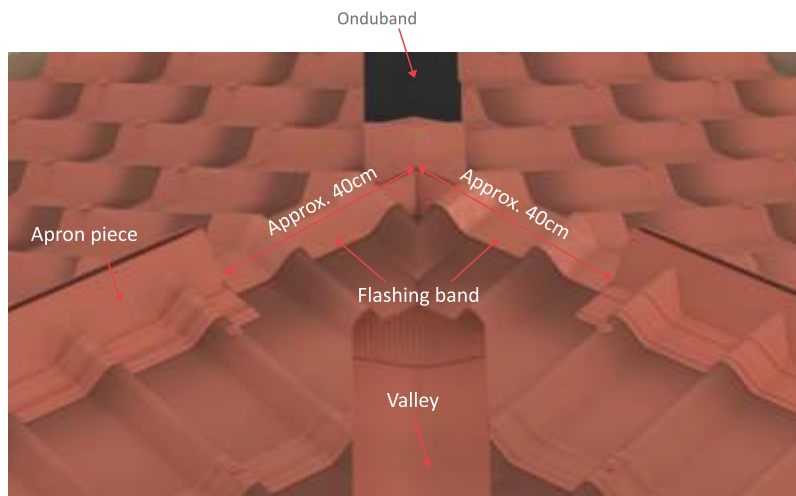 Onduband
Approx. 40cm
Approx. 40cm
Apron piece
Flashing band
Valley